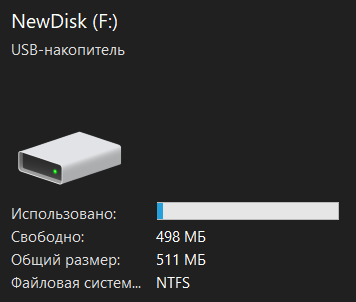 NewDisk (F:)
USB-накопитель
Использовано:
Свободно: 498 МБ
Общий размер: 511 МБ
Файловая систем... NTFS